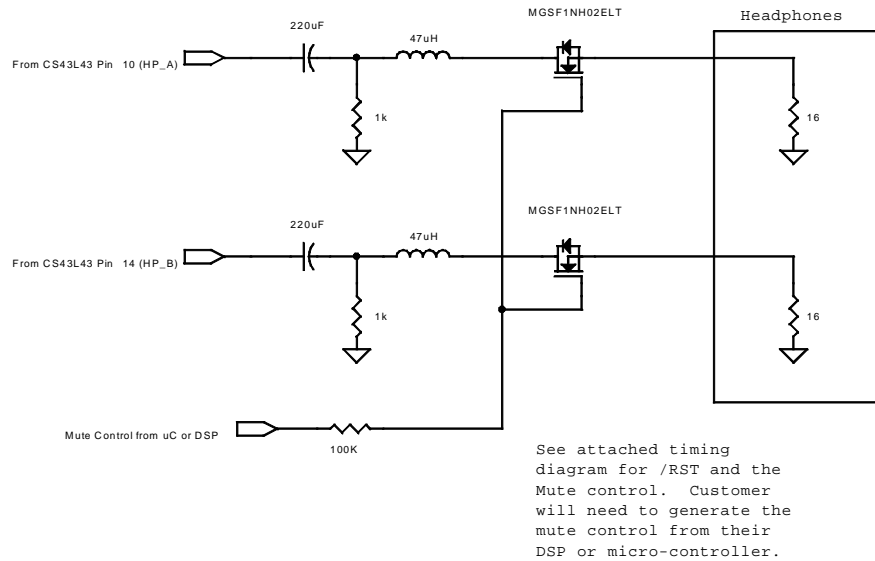 MGSF1NH02ELT
Headphones
220uF
47uH
From CS43L43 Pin 10 (HP_A)
1k
16
MGSF1NH02ELT
220uF
47uH
From CS43L43 Pin 14 (HP_B)
1k
16
Mute Control from uC or DSP
100K
See attached timing
diagram for /RST and the
Mute control. Customer
will need to generate the
mute control from their
DSP or micro-controller.